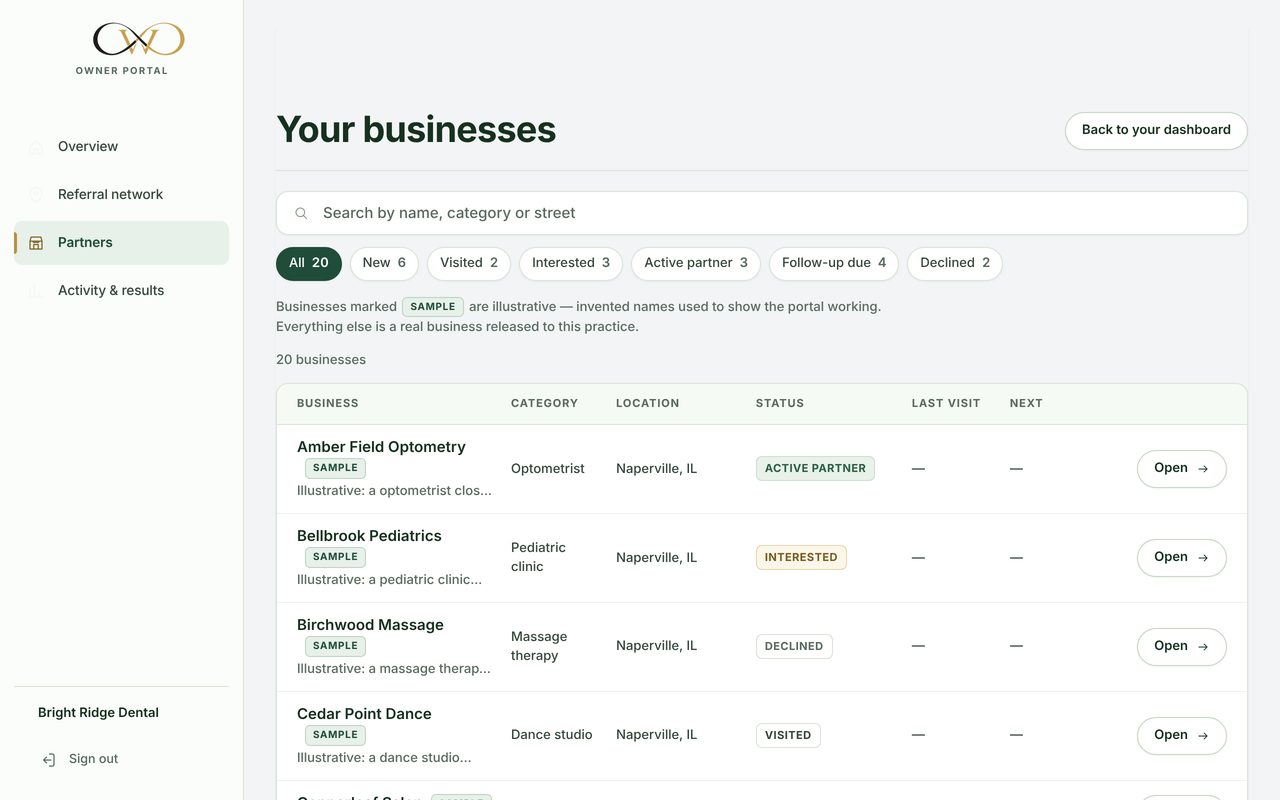 OWO
OWNER PORTAL
Overview
Referral network
Partners
Activity & results
Bright Ridge Dental
Sign out
Your businesses
Back to your dashboard
Search by name, category or street
All 20
New 6
Visited 2
Interested 3
Active partner 3
Follow-up due 4
Declined 2
Businesses marked SAMPLE are illustrative — invented names used to show the portal working.
Everything else is a real business released to this practice.
20 businesses
BUSINESS CATEGORY LOCATION STATUS LAST VISIT NEXT
Amber Field Optometry
SAMPLE
Illustrative: a optometrist clos...
Optometrist
Naperville, IL
ACTIVE PARTNER
—
—
Open →
Bellbrook Pediatrics
SAMPLE
Illustrative: a pediatric clinic...
Pediatric
clinic
Naperville, IL
INTERESTED
—
—
Open →
Birchwood Massage
SAMPLE
Illustrative: a massage therap...
Massage
therapy
Naperville, IL
DECLINED
—
—
Open →
Cedar Point Dance
SAMPLE
Illustrative: a dance studio...
Dance studio
Naperville, IL
VISITED
—
—
Open →